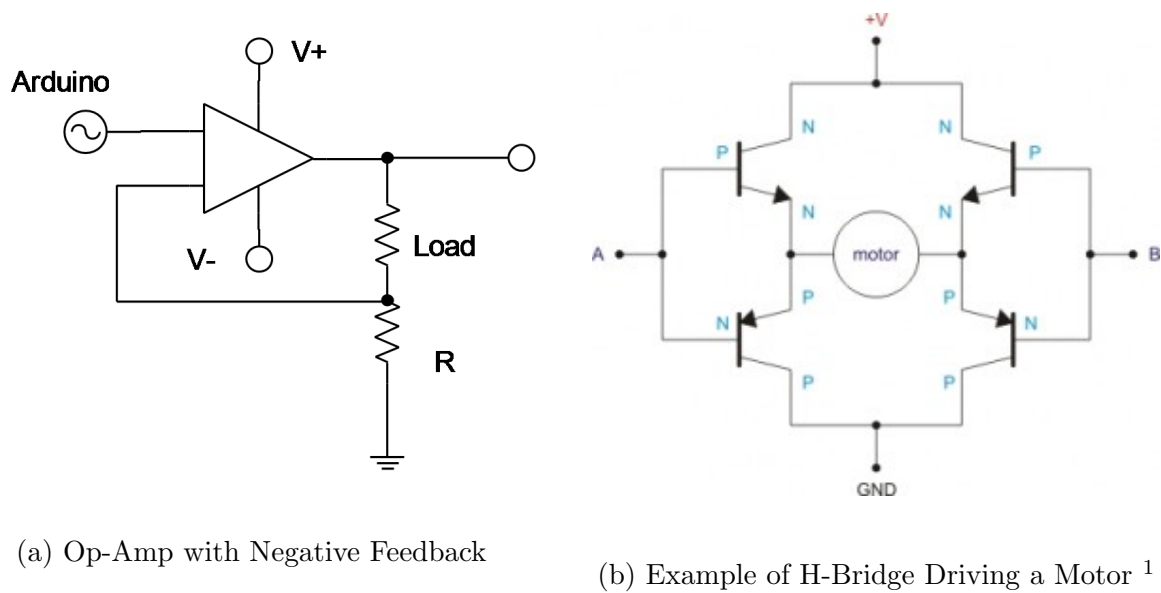 Arduino
V+
V-
Load
R
(a) Op-Amp with Negative Feedback
+V
N
N
P
P
N
N
A
motor
B
P
P
N
N
P
P
GND
(b) Example of H-Bridge Driving a Motor 1